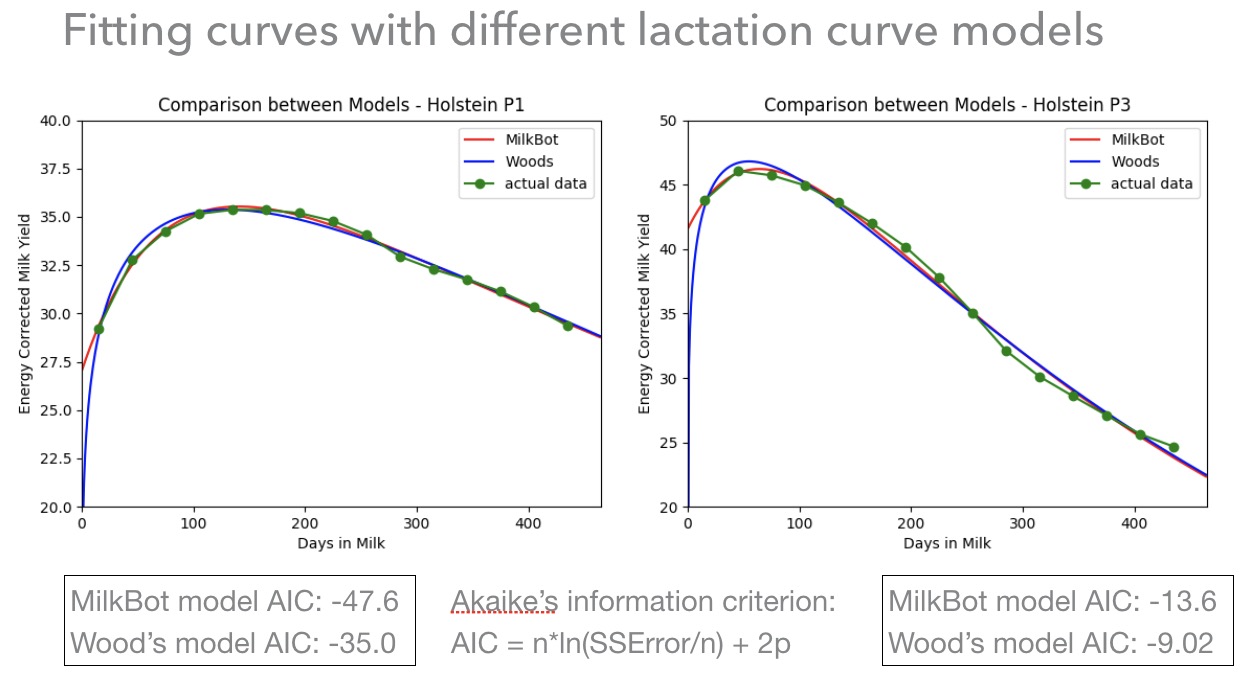 Fitting curves with different lactation curve models
Comparison between Models - Holstein P1
40.0
37.5
35.0
32.5
30.0
27.5
25.0
22.5
20.0
Energy Corrected Milk Yield
MilkBot
Woods
actual data
0 100 200 300 400
Days in Milk
Comparison between Models - Holstein P3
50
45
40
35
30
25
20
Energy Corrected Milk Yield
MilkBot
Woods
actual data
0 100 200 300 400
Days in Milk
MilkBot model AIC: -47.6
Wood’s model AIC: -35.0
Akaike’s information criterion:
AIC = n*ln(SSError/n) + 2p
MilkBot model AIC: -13.6
Wood’s model AIC: -9.02